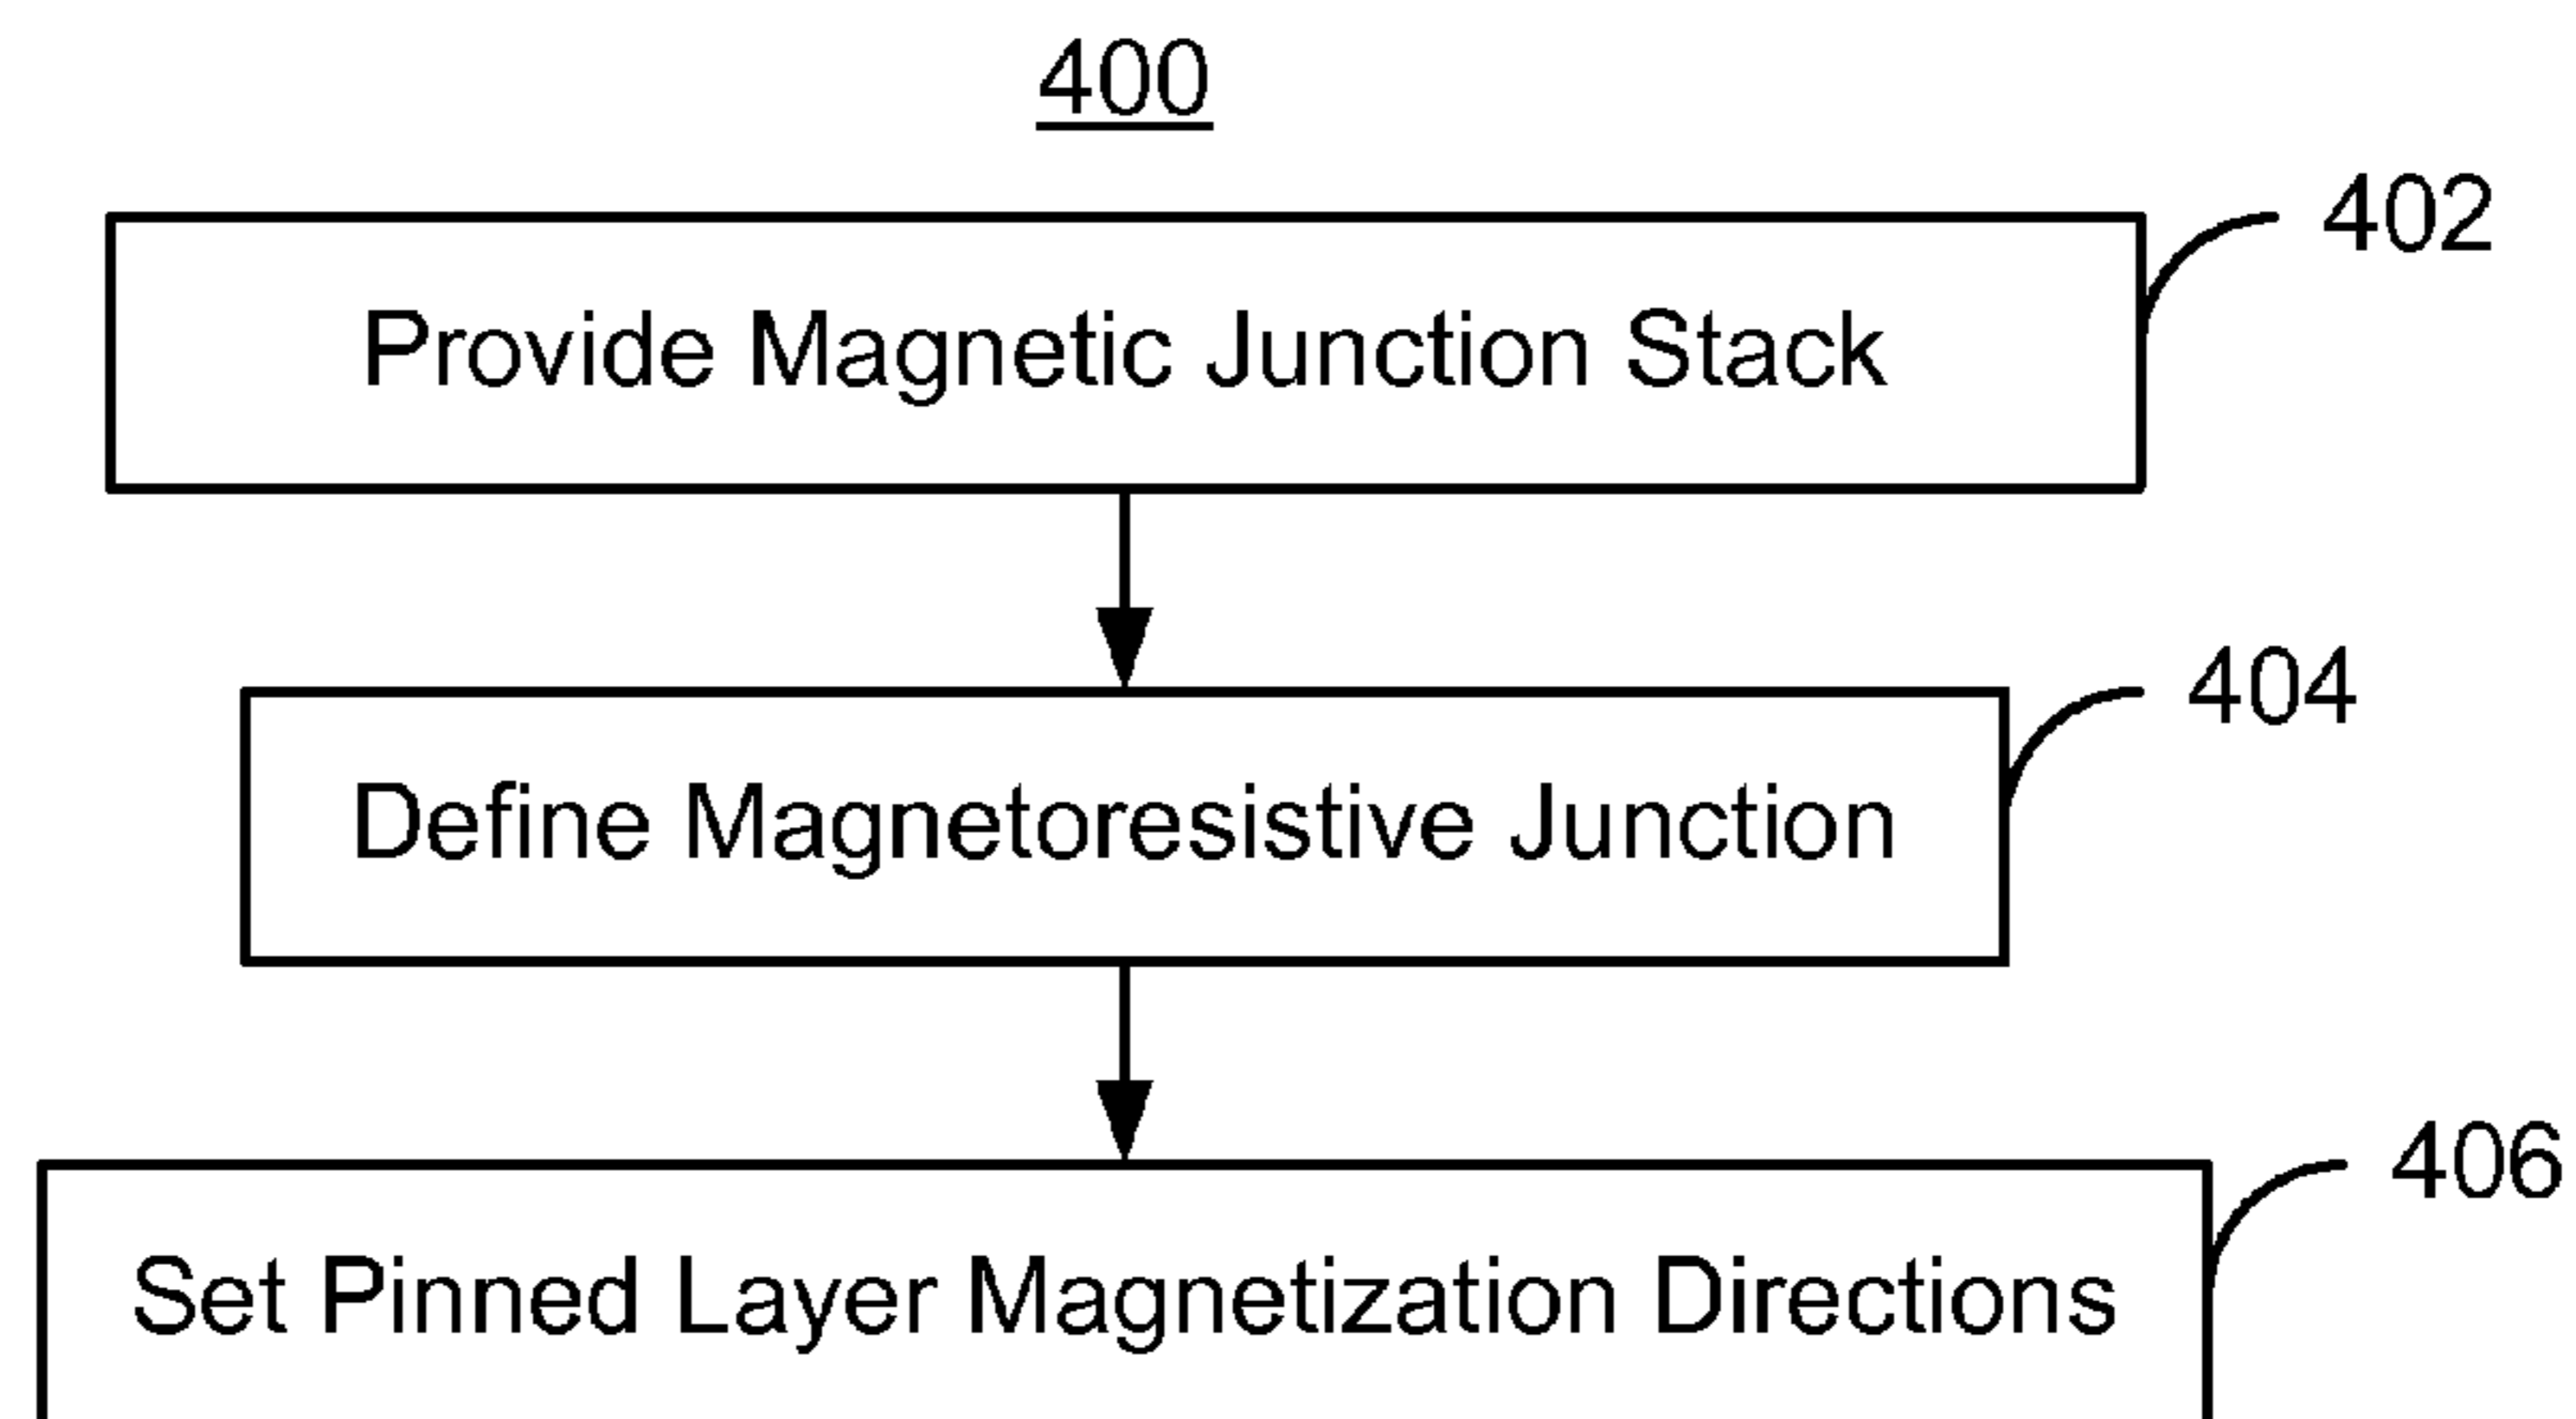 400
402
Provide Magnetic Junction Stack
404
Define Magnetoresistive Junction
406
Set Pinned Layer Magnetization Directions